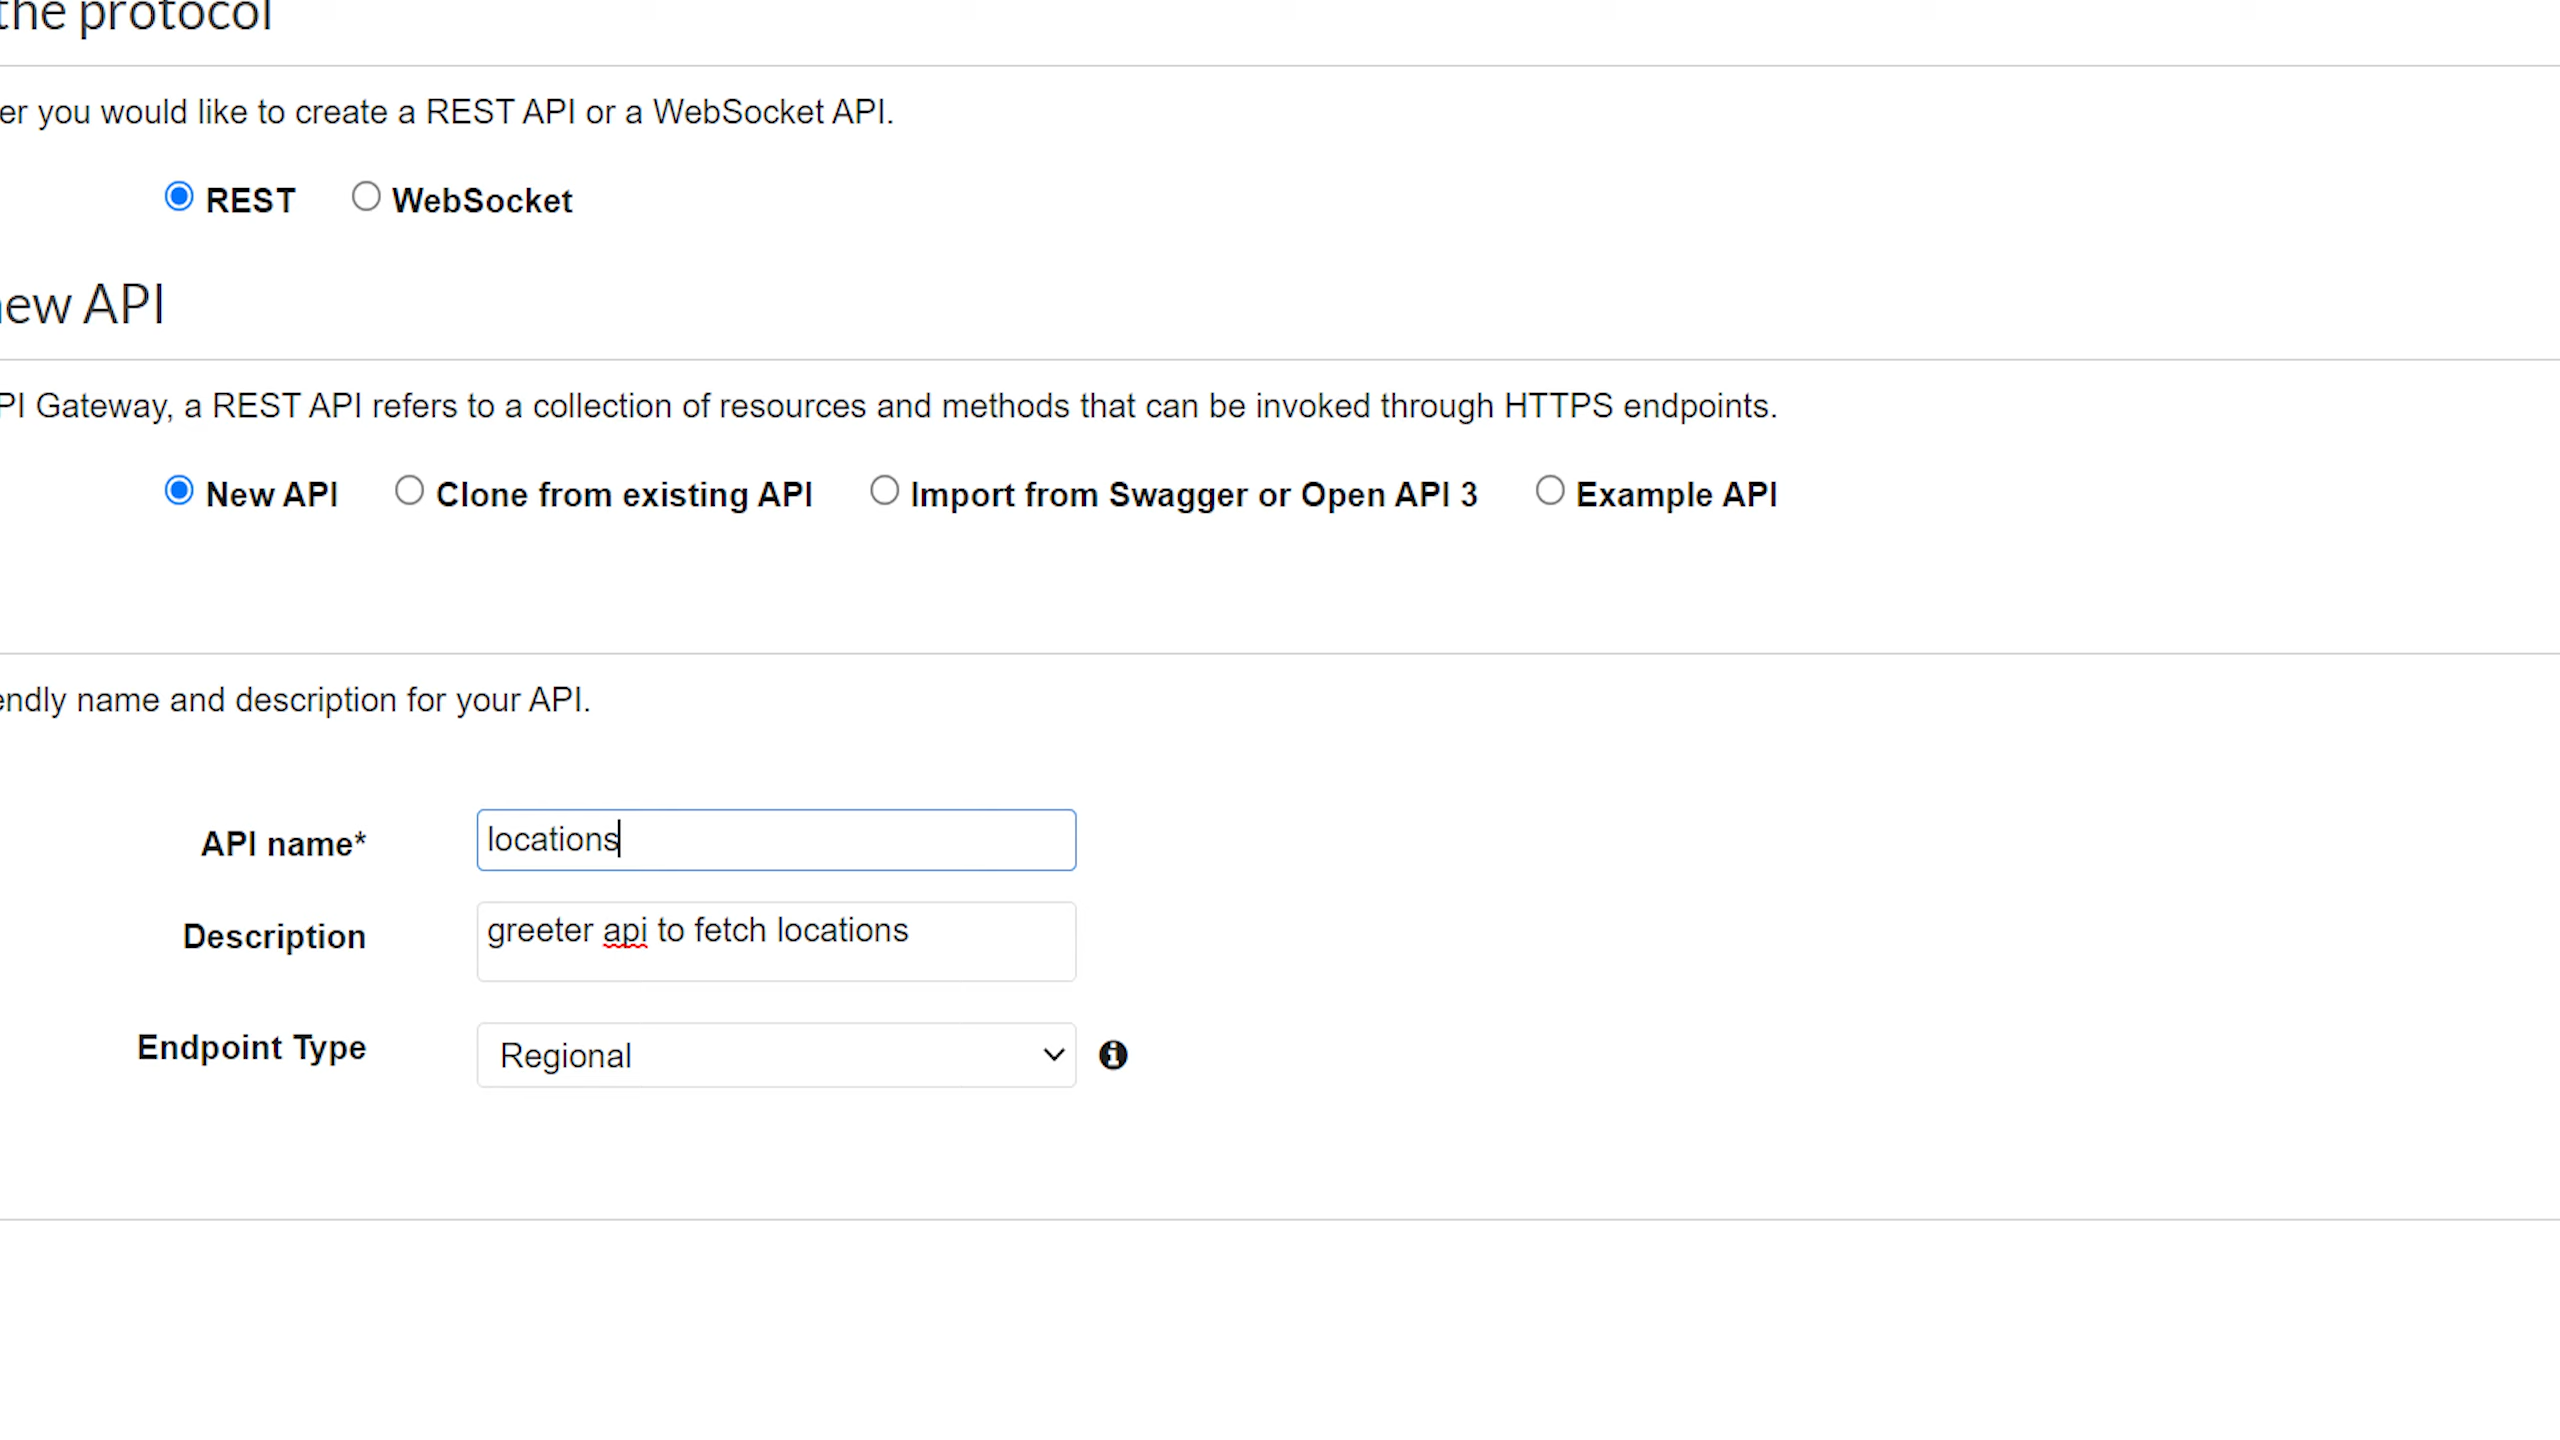 the protocol
er you would like to create a REST API or a WebSocket API.
REST WebSocket
new API
PI Gateway, a REST API refers to a collection of resources and methods that can be invoked through HTTPS endpoints.
New API Clone from existing API Import from Swagger or Open API 3 Example API
endly name and description for your API.
API name* locations
Description greeter api to fetch locations
Endpoint Type Regional